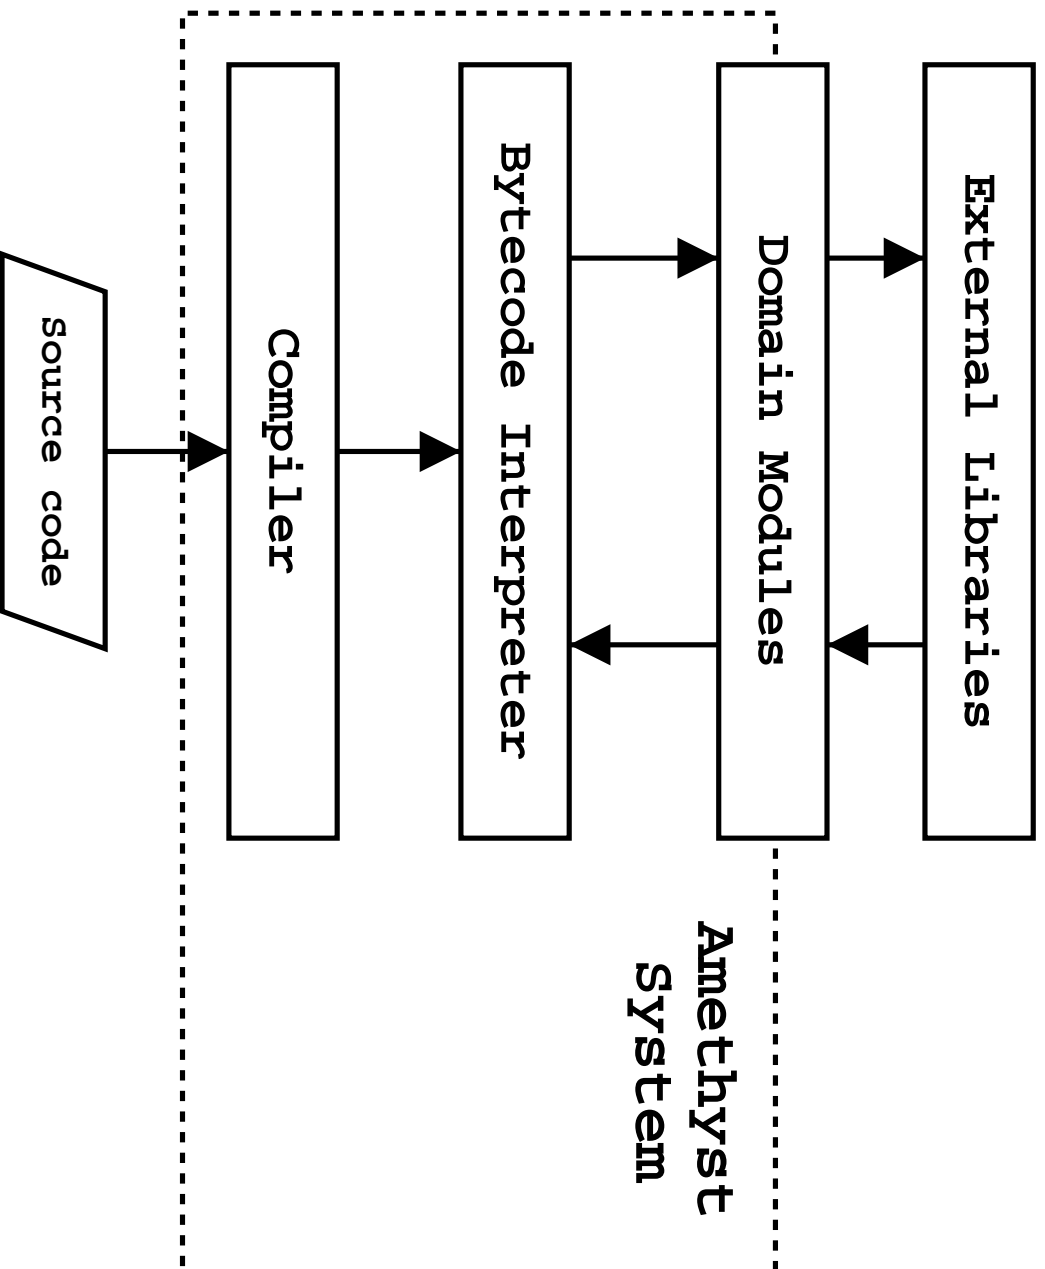 External Libraries
Domain Modules
Amethyst
System
Bytecode Interpreter
Compiler
Source code